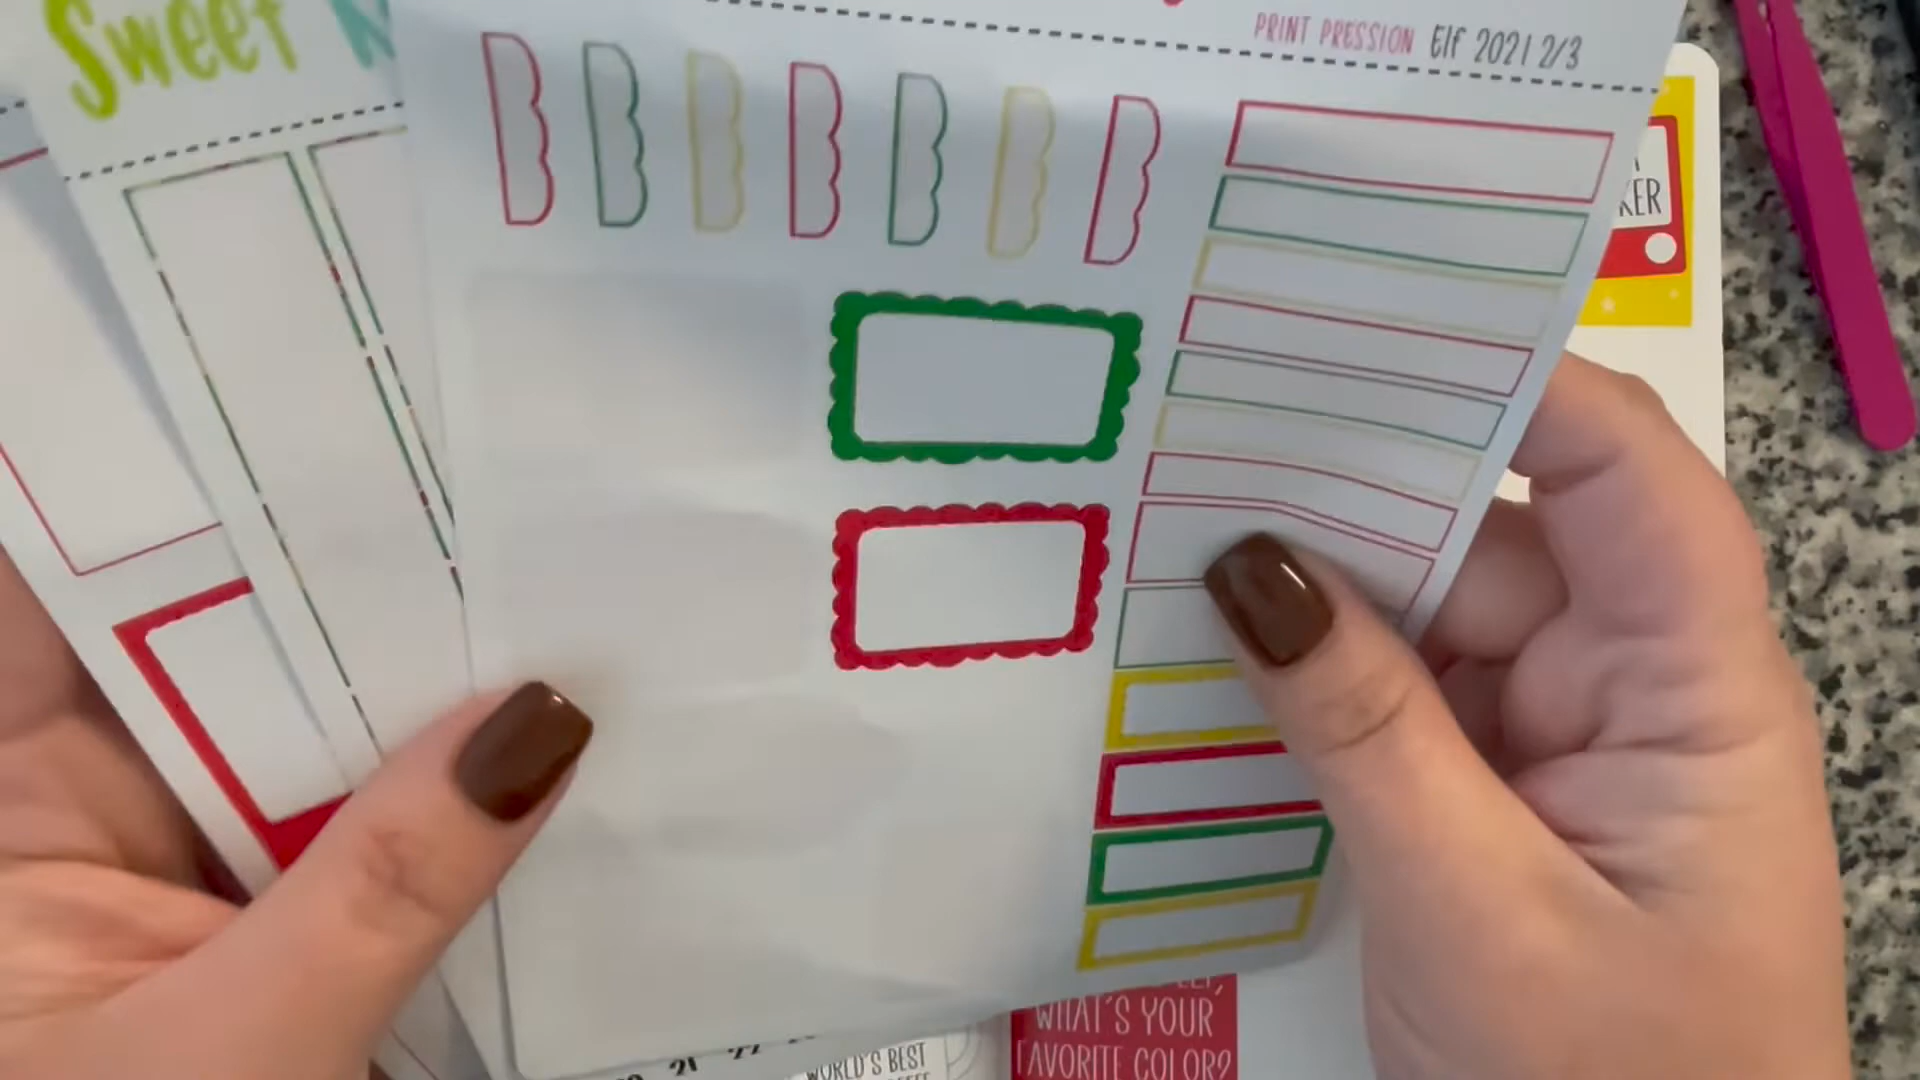 Sweet
PRINT PRESSION Elf 2021 2/3
KER
WHAT'S YOUR
FAVORITE COLOR?
WORLD'S BEST